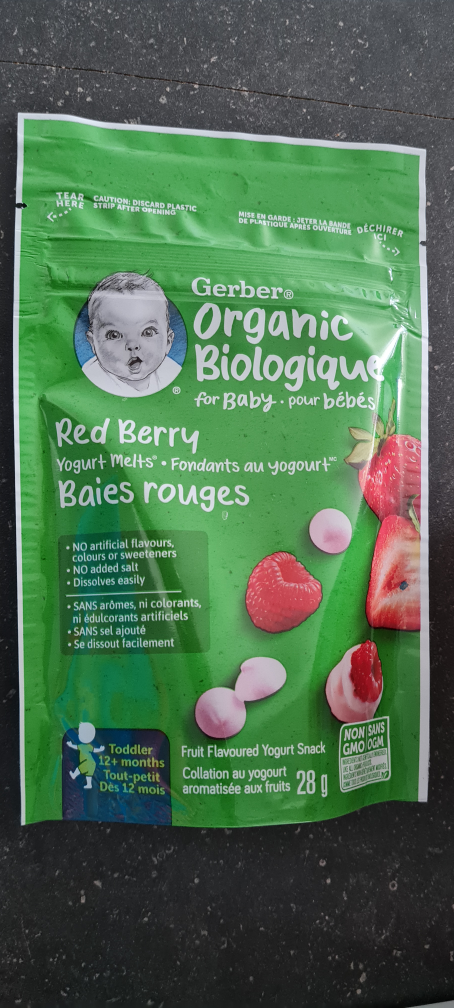 TEAR HERE
CAUTION: DISCARD PLASTIC
STRIP AFTER OPENING
MISE EN GARDE : JETER LA BANDE
DE PLASTIQUE APRÈS OUVERTURE
DÉCHIRER ICI
Gerber®
Organic
Biologique
for Baby · pour bébés
®
Red Berry
Yogurt Melts® • Fondants au yogourt MC
Baies rouges
• NO artificial flavours,
colours or sweeteners
• NO added salt
• Dissolves easily
• SANS arômes, ni colorants,
ni édulcorants artificiels
• SANS sel ajouté
• Se dissout facilement
Toddler
12+ months
Tout-petit
Dès 12 mois
Fruit Flavoured Yogurt Snack
Collation au yogourt
aromatisée aux fruits
28 g
NON SANS
GMO OGM